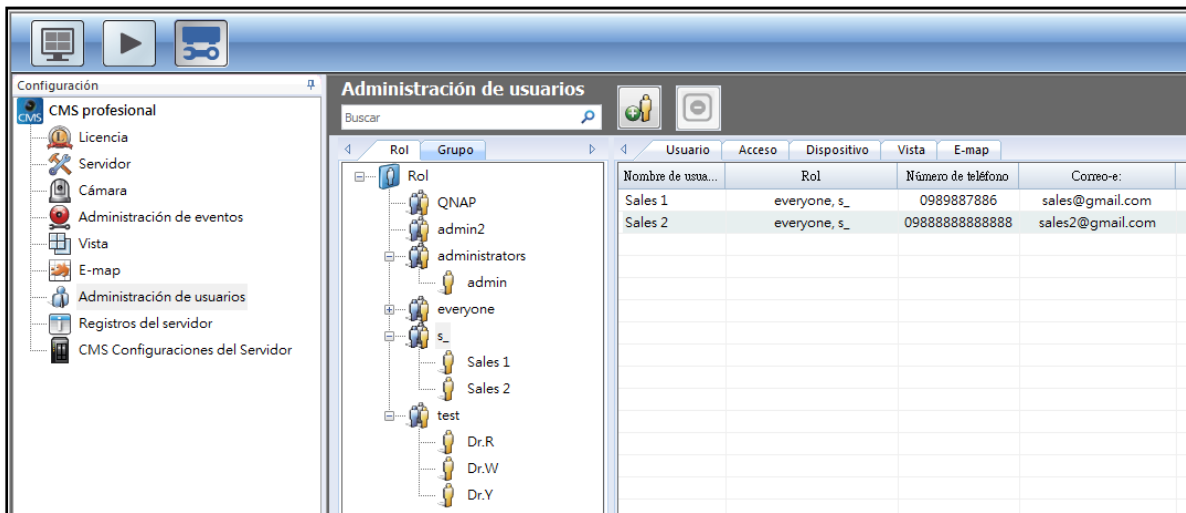 Configuración
CMS profesional
CMS
Licencia
Servidor
Cámara
Administración de eventos
Vista
E-map
Administración de usuarios
Registros del servidor
CMS Configuraciones del Servidor
Administración de usuarios
Buscar
Rol Grupo
Rol
QNAP
admin2
administrators
admin
everyone
s_
Sales 1
Sales 2
test
Dr.R
Dr.W
Dr.Y
Usuario Acceso Dispositivo Vista E-map
Nombre de usua... Rol Número de teléfono Correo-e:
Sales 1 everyone, s_ 0989887886 sales@gmail.com
Sales 2 everyone, s_ 09888888888888 sales2@gmail.com